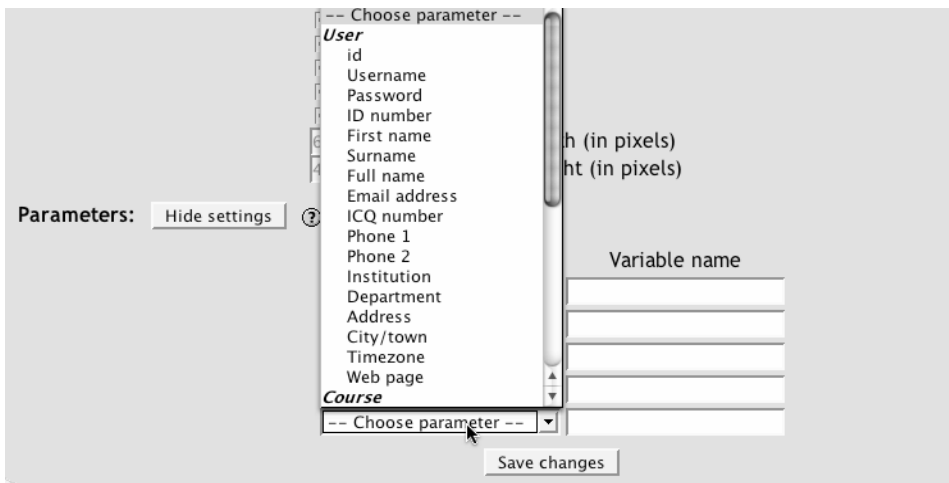 -- Choose parameter --
User
id
Username
Password
ID number
First name
Surname
6
h (in pixels)
Full name
4
ht (in pixels)
Email address
Parameters: Hide settings ? ICQ number
Phone 1
Phone 2
Variable name
Institution
Department
Address
City/town
Timezone
Web page
Course
-- Choose parameter --
Save changes